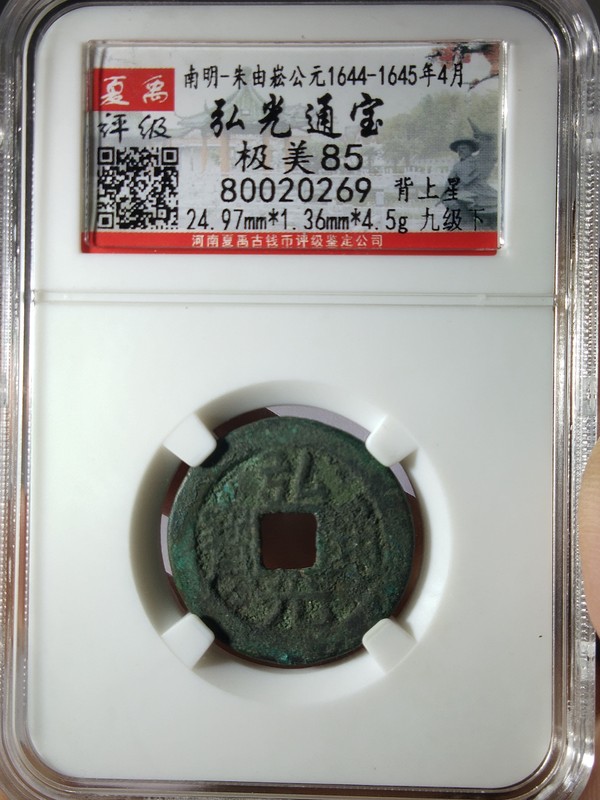 夏禹
评级
南明-朱由崧公元1644-1645年4月
弘光通宝
极美85
80020269 背上星
24.97mm*1.36mm*4.5g 九级下
河南夏禹古钱币评级鉴定公司
弘
光